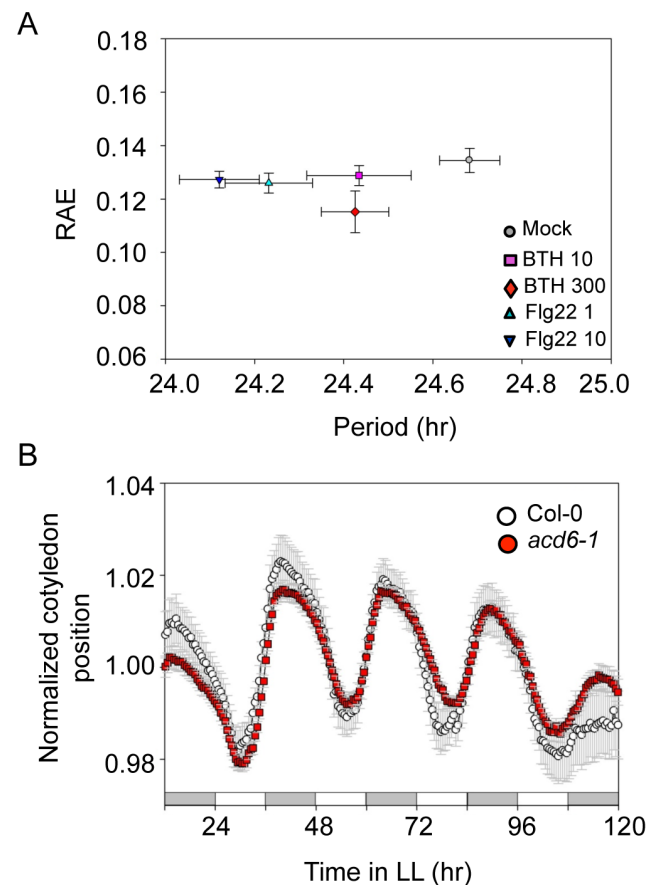 A
0.18
0.16
0.14
0.12
0.10
0.08
0.06
RAE
Mock
BTH 10
BTH 300
Flg22 1
Flg22 10
24.0 24.2 24.4 24.6 24.8 25.0
Period (hr)
B
1.04
1.02
1.00
0.98
Normalized cotyledon
position
Col-0
acd6-1
24 48 72 96 120
Time in LL (hr)